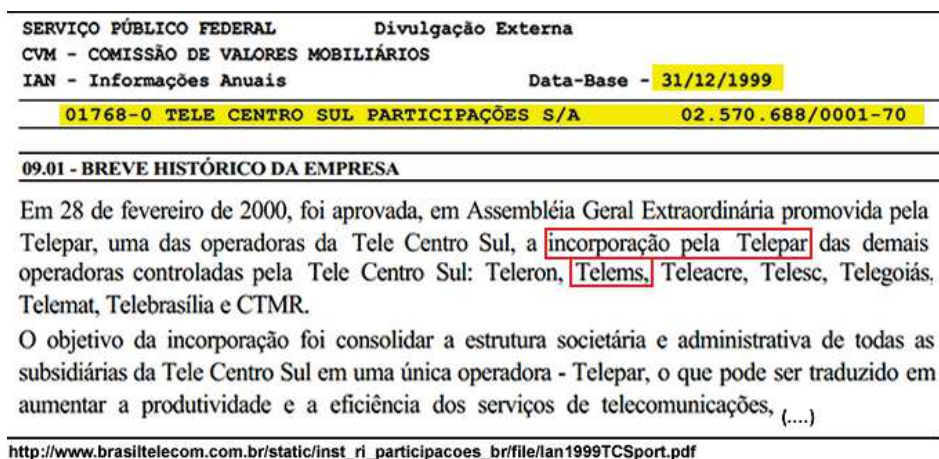 SERVIÇO PÚBLICO FEDERAL Divulgação Externa
CVM - COMISSÃO DE VALORES MOBILIÁRIOS
IAN - Informações Anuais Data-Base - 31/12/1999
01768-0 TELE CENTRO SUL PARTICIPAÇÕES S/A 02.570.688/0001-70
09.01 - BREVE HISTÓRICO DA EMPRESA
Em 28 de fevereiro de 2000, foi aprovada, em Assembléia Geral Extraordinária promovida pela
Telepar, uma das operadoras da Tele Centro Sul, a incorporação pela Telepar das demais
operadoras controladas pela Tele Centro Sul: Teleron, Telems, Teleacre, Telesc, Telegoiás,
Telemat, Telebrasília e CTMR.
O objetivo da incorporação foi consolidar a estrutura societária e administrativa de todas as
subsidiárias da Tele Centro Sul em uma única operadora - Telepar, o que pode ser traduzido em
aumentar a produtividade e a eficiência dos serviços de telecomunicações, (....)
http://www.brasiltelecom.com.br/static/inst_ri_participacoes_br/file/Ian1999TCSport.pdf